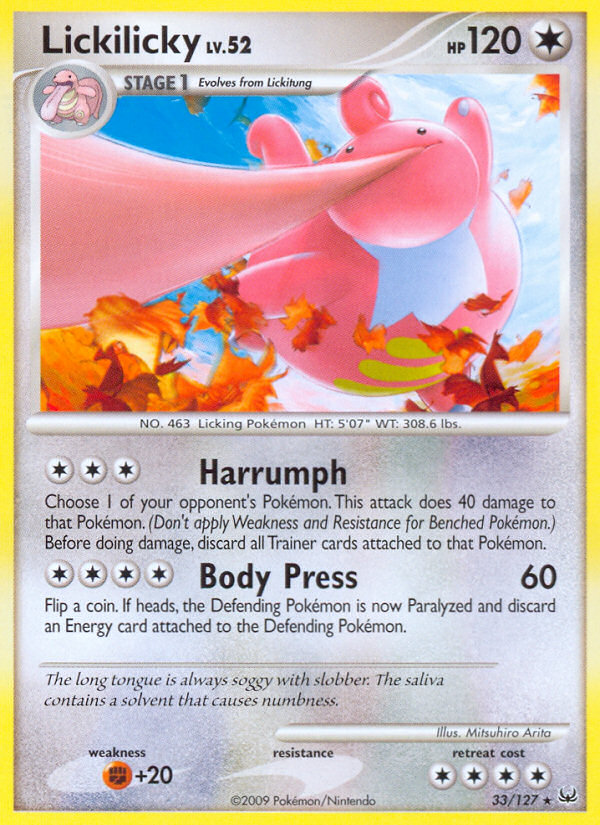 Lickilicky LV.52 HP 120
STAGE 1 Evolves from Lickitung
NO. 463 Licking Pokémon HT: 5'07" WT: 308.6 lbs.
Harrumph
Choose 1 of your opponent's Pokémon. This attack does 40 damage to
that Pokémon. (Don't apply Weakness and Resistance for Benched Pokémon.)
Before doing damage, discard all Trainer cards attached to that Pokémon.
Body Press 60
Flip a coin. If heads, the Defending Pokémon is now Paralyzed and discard
an Energy card attached to the Defending Pokémon.
The long tongue is always soggy with slobber. The saliva
contains a solvent that causes numbness.
Illus. Mitsuhiro Arita
weakness resistance retreat cost
+20
©2009 Pokémon/Nintendo 33/127 ★